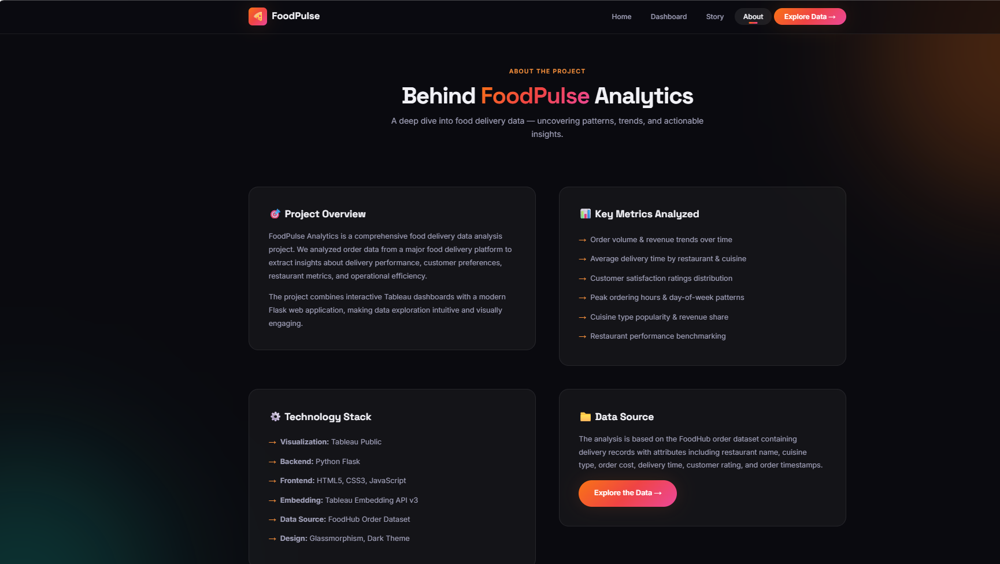 FoodPulse
Home
Dashboard
Story
About
Explore Data →
ABOUT THE PROJECT
Behind FoodPulse Analytics
A deep dive into food delivery data — uncovering patterns, trends, and actionable
insights.
Project Overview
FoodPulse Analytics is a comprehensive food delivery data analysis
project. We analyzed order data from a major food delivery platform to
extract insights about delivery performance, customer preferences,
restaurant metrics, and operational efficiency.
The project combines interactive Tableau dashboards with a modern
Flask web application, making data exploration intuitive and visually
engaging.
Key Metrics Analyzed
→ Order volume & revenue trends over time
→ Average delivery time by restaurant & cuisine
→ Customer satisfaction ratings distribution
→ Peak ordering hours & day-of-week patterns
→ Cuisine type popularity & revenue share
→ Restaurant performance benchmarking
Technology Stack
→ Visualization: Tableau Public
→ Backend: Python Flask
→ Frontend: HTML5, CSS3, JavaScript
→ Embedding: Tableau Embedding API v3
→ Data Source: FoodHub Order Dataset
→ Design: Glassmorphism, Dark Theme
Data Source
The analysis is based on the FoodHub order dataset containing
delivery records with attributes including restaurant name, cuisine
type, order cost, delivery time, customer rating, and order timestamps.
Explore the Data →